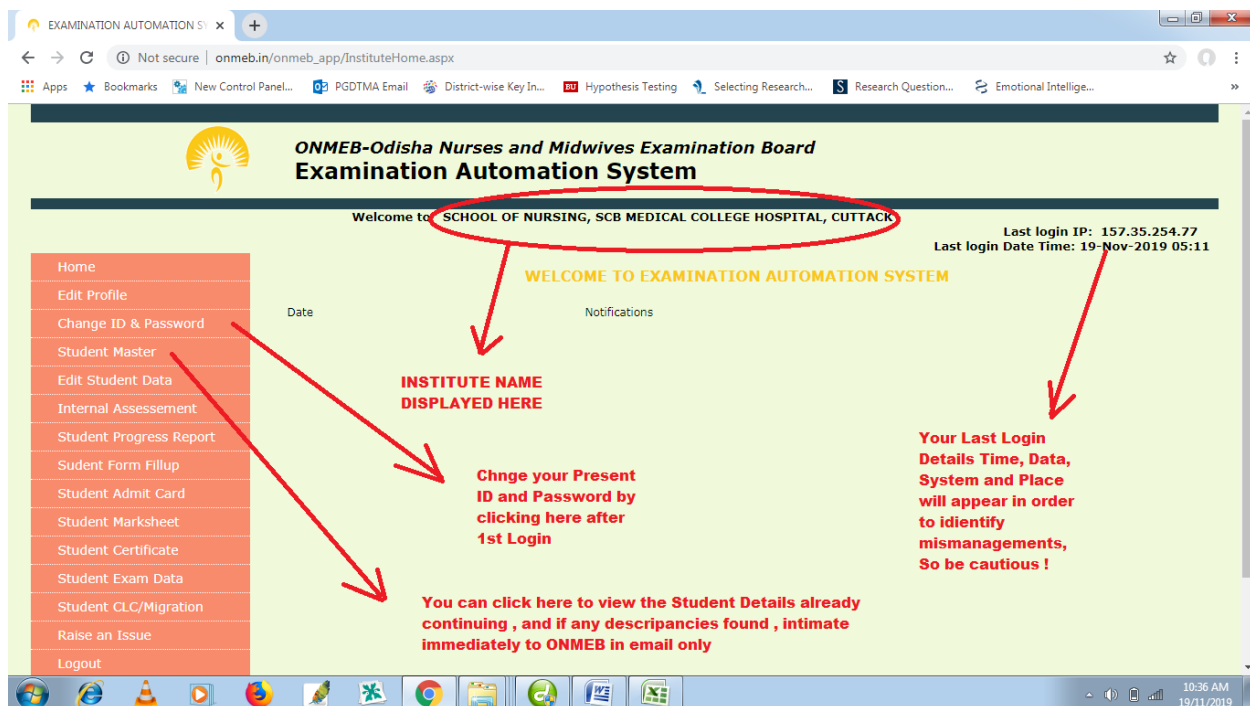 EXAMINATION AUTOMATION SY
Not secure | onmeb.in/onmeb_app/InstituteHome.aspx
Apps Bookmarks New Control Panel... PGDTMA Email District-wise Key In... BU Hypothesis Testing Selecting Research... S Research Question... Emotional Intellige... »
ONMEB-Odisha Nurses and Midwives Examination Board
Examination Automation System
Welcome to SCHOOL OF NURSING, SCB MEDICAL COLLEGE HOSPITAL, CUTTACK
Last login IP: 157.35.254.77
Last login Date Time: 19-Nov-2019 05:11
Home
Edit Profile
Change ID & Password
Student Master
Edit Student Data
Internal Assessement
Student Progress Report
Sudent Form Fillup
Student Admit Card
Student Marksheet
Student Certificate
Student Exam Data
Student CLC/Migration
Raise an Issue
Logout
WELCOME TO EXAMINATION AUTOMATION SYSTEM
Date Notifications
INSTITUTE NAME
DISPLAYED HERE
Chnge your Present
ID and Password by
clicking here after
1st Login
Your Last Login
Details Time, Data,
System and Place
will appear in order
to idientify
mismanagements,
So be cautious !
You can click here to view the Student Details already
continuing , and if any descripancies found , intimate
immediately to ONMEB in email only
10:36 AM
19/11/2019